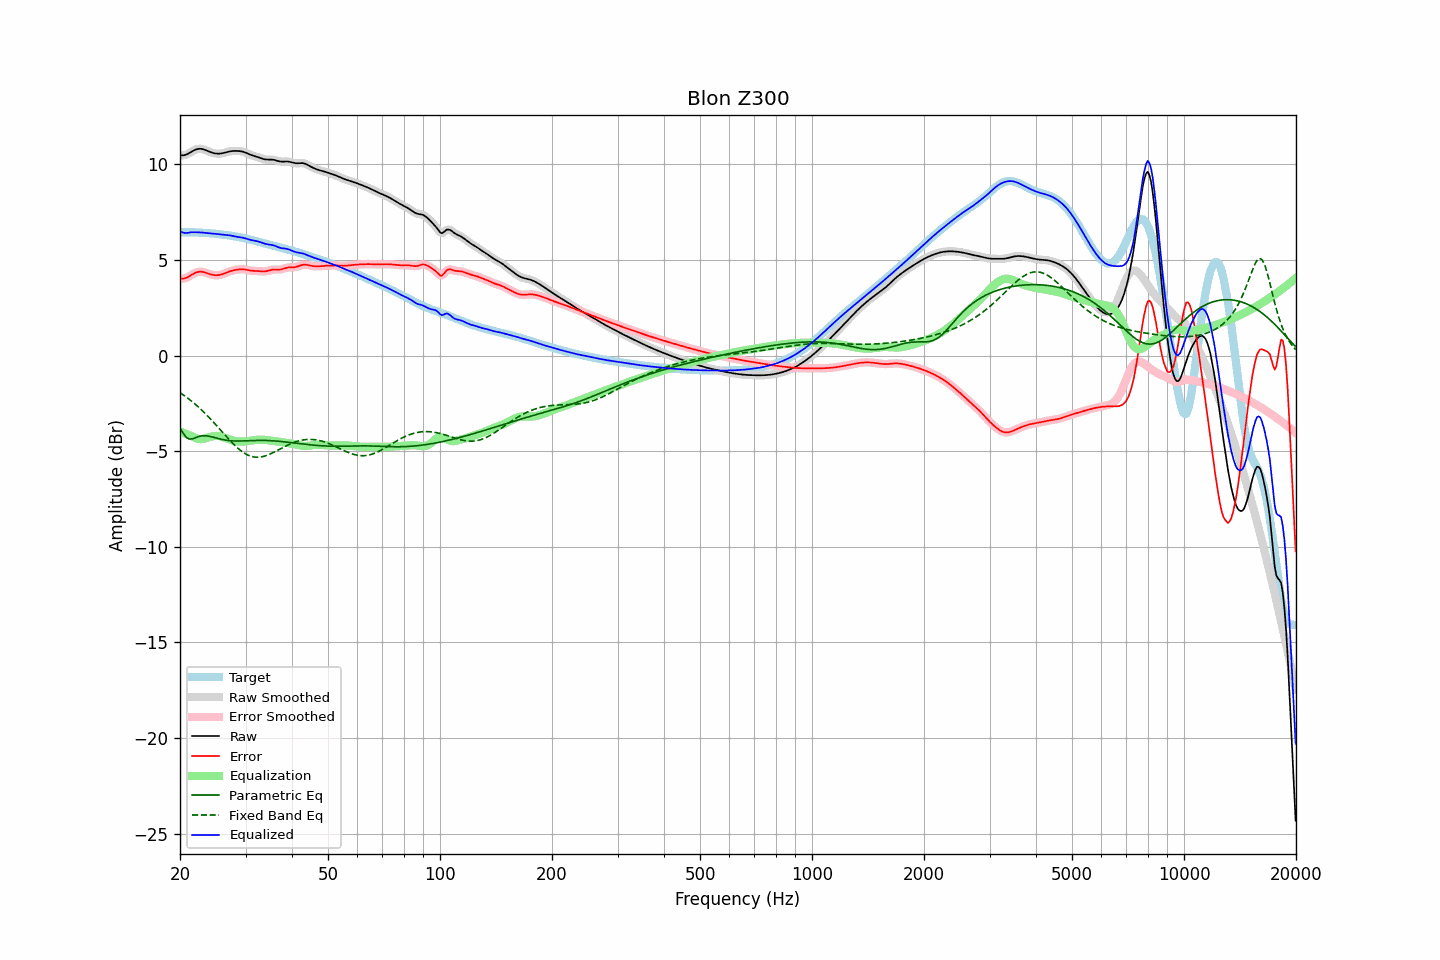 Blon Z300
10
5
0
−5
−10
−15
−20
−25
Amplitude (dBr)
Target
Raw Smoothed
Error Smoothed
Raw
Error
Equalization
Parametric Eq
Fixed Band Eq
Equalized
20 50 100 200 500 1000 2000 5000 10000 20000
Frequency (Hz)